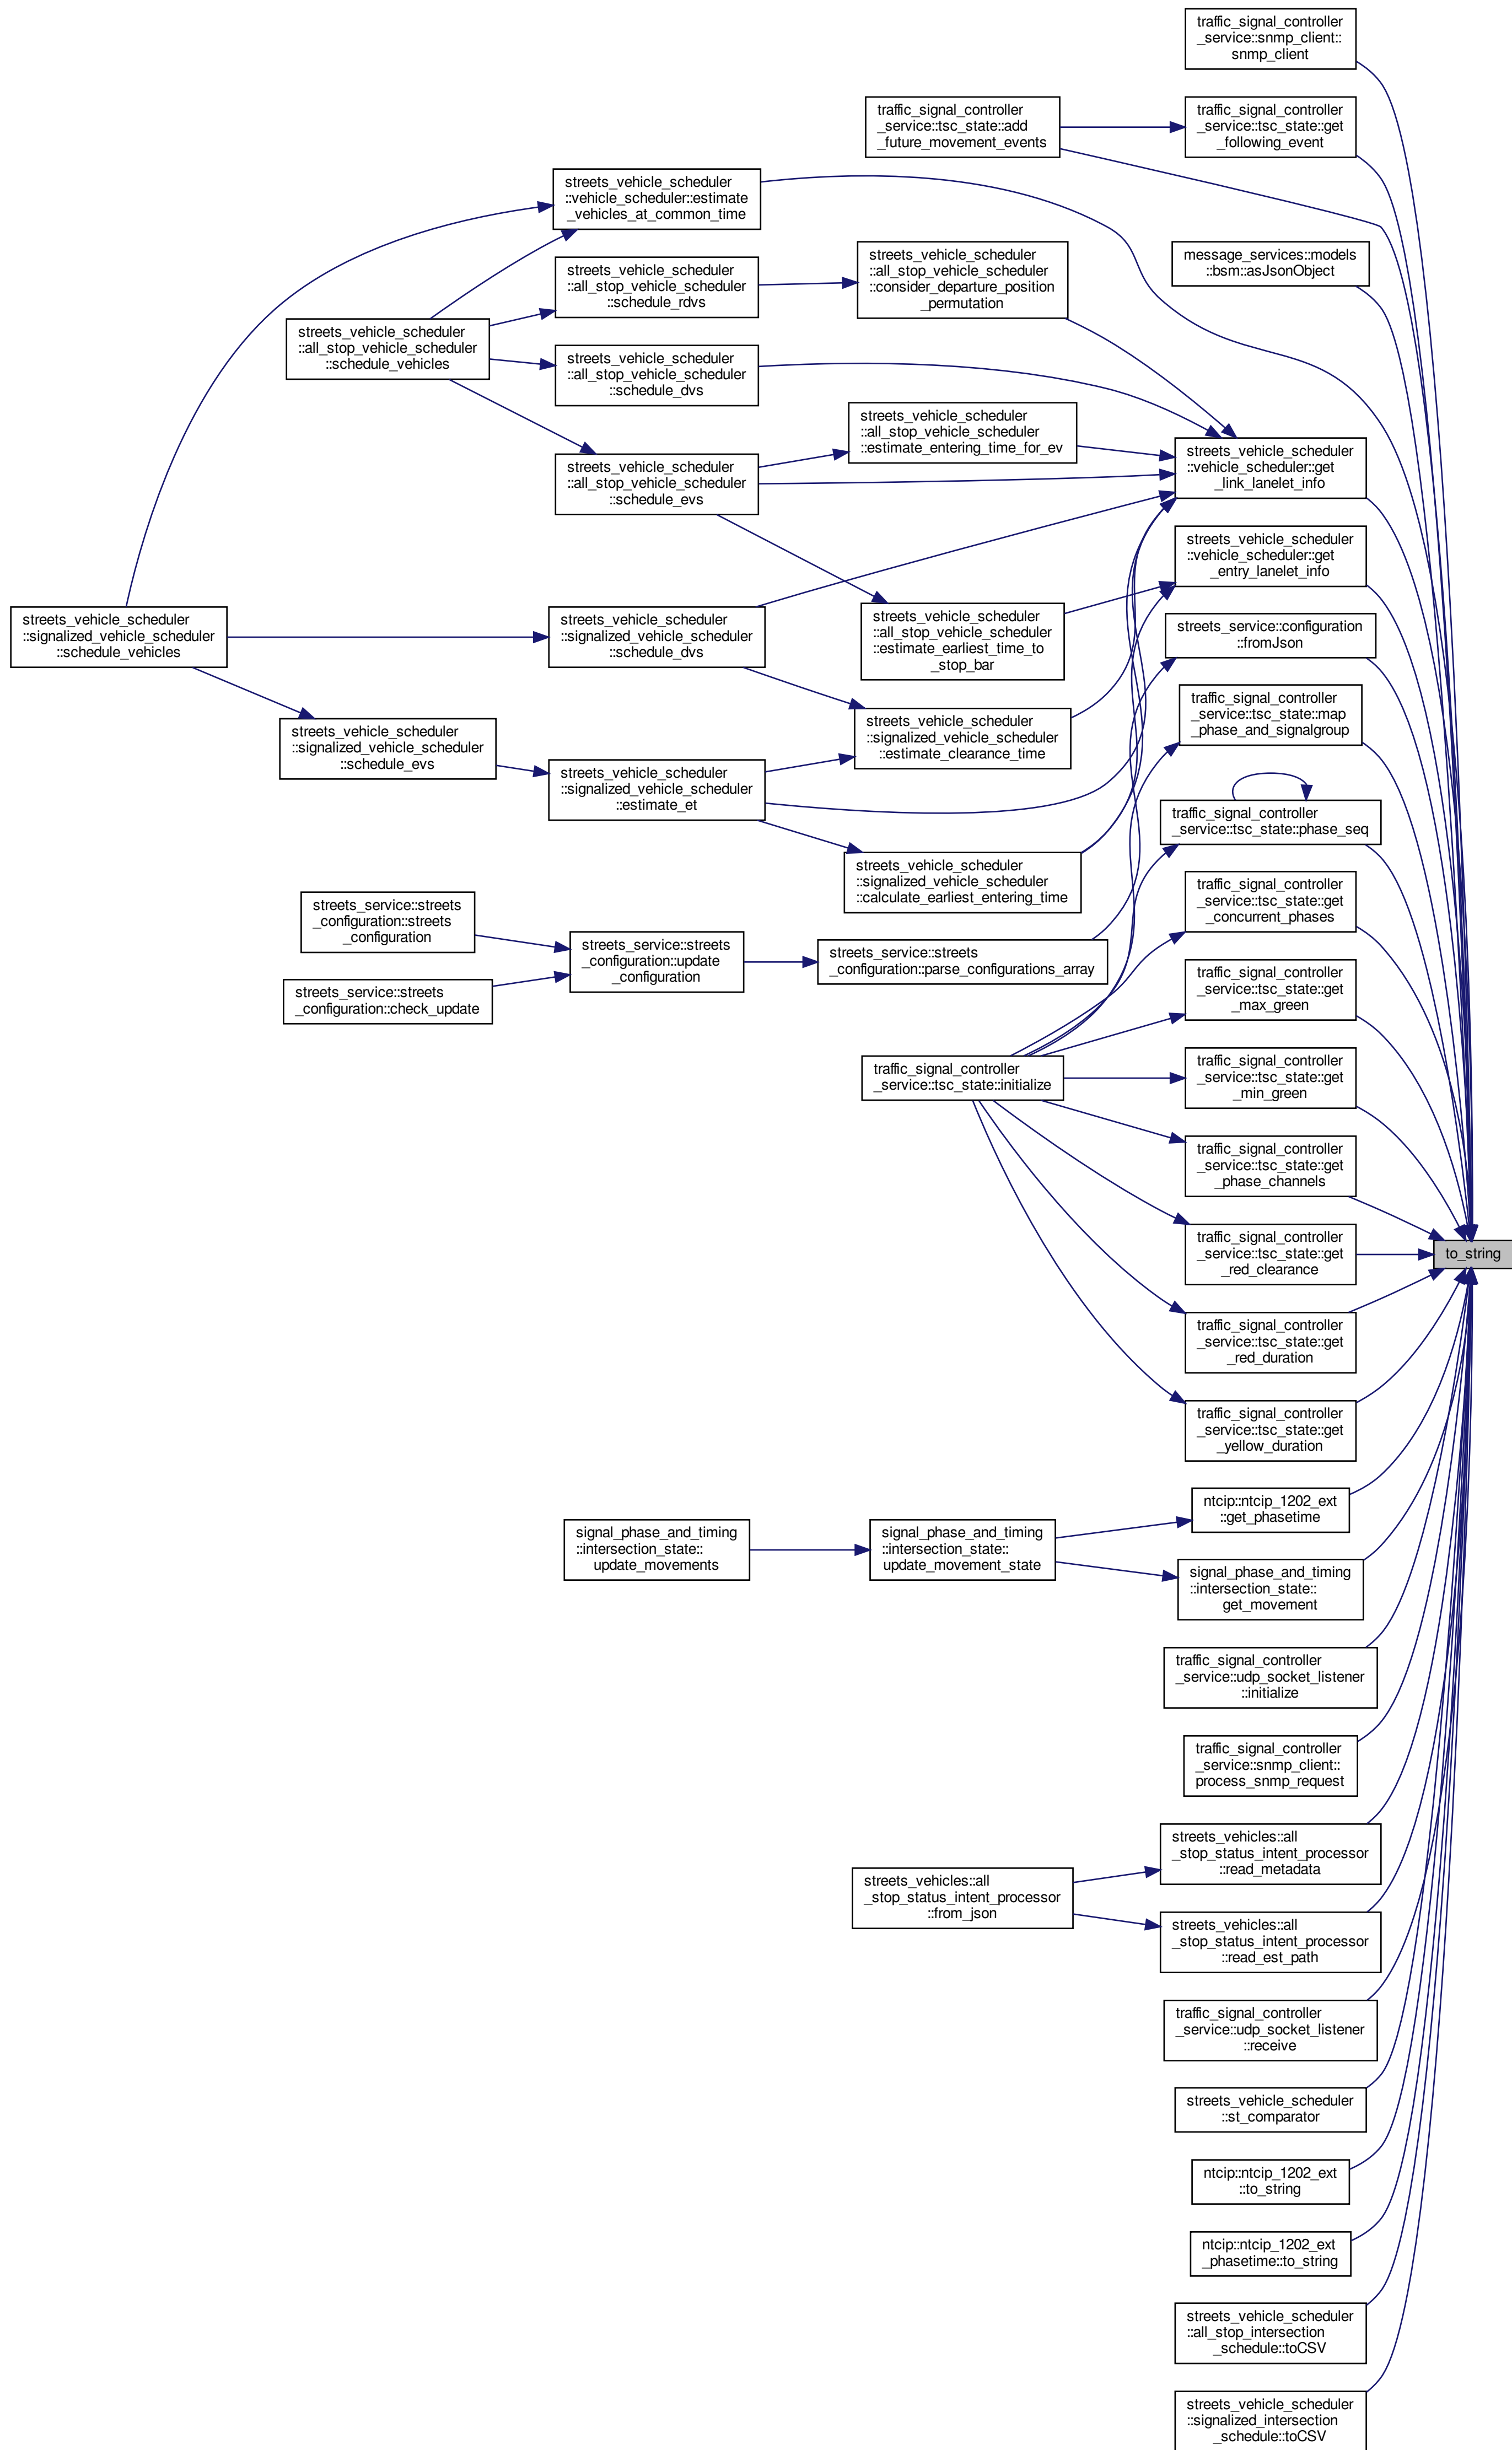 traffic_signal_controller
_service::snmp_client::
snmp_client
traffic_signal_controller
_service::tsc_state::add
_future_movement_events
traffic_signal_controller
_service::tsc_state::get
_following_event
streets_vehicle_scheduler
::vehicle_scheduler::estimate
_vehicles_at_common_time
message_services::models
::bsm::asJsonObject
streets_vehicle_scheduler
::all_stop_vehicle_scheduler
::schedule_rdvs
streets_vehicle_scheduler
::all_stop_vehicle_scheduler
::consider_departure_position
_permutation
streets_vehicle_scheduler
::all_stop_vehicle_scheduler
::schedule_vehicles
streets_vehicle_scheduler
::all_stop_vehicle_scheduler
::schedule_dvs
streets_vehicle_scheduler
::all_stop_vehicle_scheduler
::estimate_entering_time_for_ev
streets_vehicle_scheduler
::vehicle_scheduler::get
_link_lanelet_info
streets_vehicle_scheduler
::all_stop_vehicle_scheduler
::schedule_evs
streets_vehicle_scheduler
::vehicle_scheduler::get
_entry_lanelet_info
streets_vehicle_scheduler
::signalized_vehicle_scheduler
::schedule_vehicles
streets_vehicle_scheduler
::signalized_vehicle_scheduler
::schedule_dvs
streets_vehicle_scheduler
::all_stop_vehicle_scheduler
::estimate_earliest_time_to
_stop_bar
streets_service::configuration
::fromJson
traffic_signal_controller
_service::tsc_state::map
_phase_and_signalgroup
streets_vehicle_scheduler
::signalized_vehicle_scheduler
::schedule_evs
streets_vehicle_scheduler
::signalized_vehicle_scheduler
::estimate_clearance_time
streets_vehicle_scheduler
::signalized_vehicle_scheduler
::estimate_et
traffic_signal_controller
_service::tsc_state::phase_seq
streets_vehicle_scheduler
::signalized_vehicle_scheduler
::calculate_earliest_entering_time
traffic_signal_controller
_service::tsc_state::get
_concurrent_phases
streets_service::streets
_configuration::streets
_configuration
streets_service::streets
_configuration::update
_configuration
streets_service::streets
_configuration::parse_configurations_array
traffic_signal_controller
_service::tsc_state::get
_max_green
streets_service::streets
_configuration::check_update
traffic_signal_controller
_service::tsc_state::initialize
traffic_signal_controller
_service::tsc_state::get
_min_green
traffic_signal_controller
_service::tsc_state::get
_phase_channels
traffic_signal_controller
_service::tsc_state::get
_red_clearance
to_string
traffic_signal_controller
_service::tsc_state::get
_red_duration
traffic_signal_controller
_service::tsc_state::get
_yellow_duration
ntcip::ntcip_1202_ext
::get_phasetime
signal_phase_and_timing
::intersection_state::
update_movements
signal_phase_and_timing
::intersection_state::
update_movement_state
signal_phase_and_timing
::intersection_state::
get_movement
traffic_signal_controller
_service::udp_socket_listener
::initialize
traffic_signal_controller
_service::snmp_client::
process_snmp_request
streets_vehicles::all
_stop_status_intent_processor
::read_metadata
streets_vehicles::all
_stop_status_intent_processor
::from_json
streets_vehicles::all
_stop_status_intent_processor
::read_est_path
traffic_signal_controller
_service::udp_socket_listener
::receive
streets_vehicle_scheduler
::st_comparator
ntcip::ntcip_1202_ext
::to_string
ntcip::ntcip_1202_ext
_phasetime::to_string
streets_vehicle_scheduler
::all_stop_intersection
_schedule::toCSV
streets_vehicle_scheduler
::signalized_intersection
_schedule::toCSV